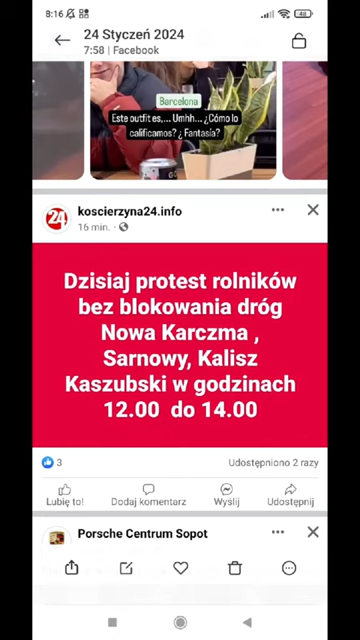 8:16
48
24 Styczeń 2024
7:58 | Facebook
Barcelona
Este outfit es,... Umhh... ¿Cómo lo
calificamos? ¿ Fantasía?
24
koscierzyna24.info
16 min. ·
Dzisiaj protest rolników
bez blokowania dróg
Nowa Karczma ,
Sarnowy, Kalisz
Kaszubski w godzinach
12.00 do 14.00
3
Udostępniono 2 razy
Lubię to!
Dodaj komentarz
Wyślij
Udostępnij
Porsche Centrum Sopot